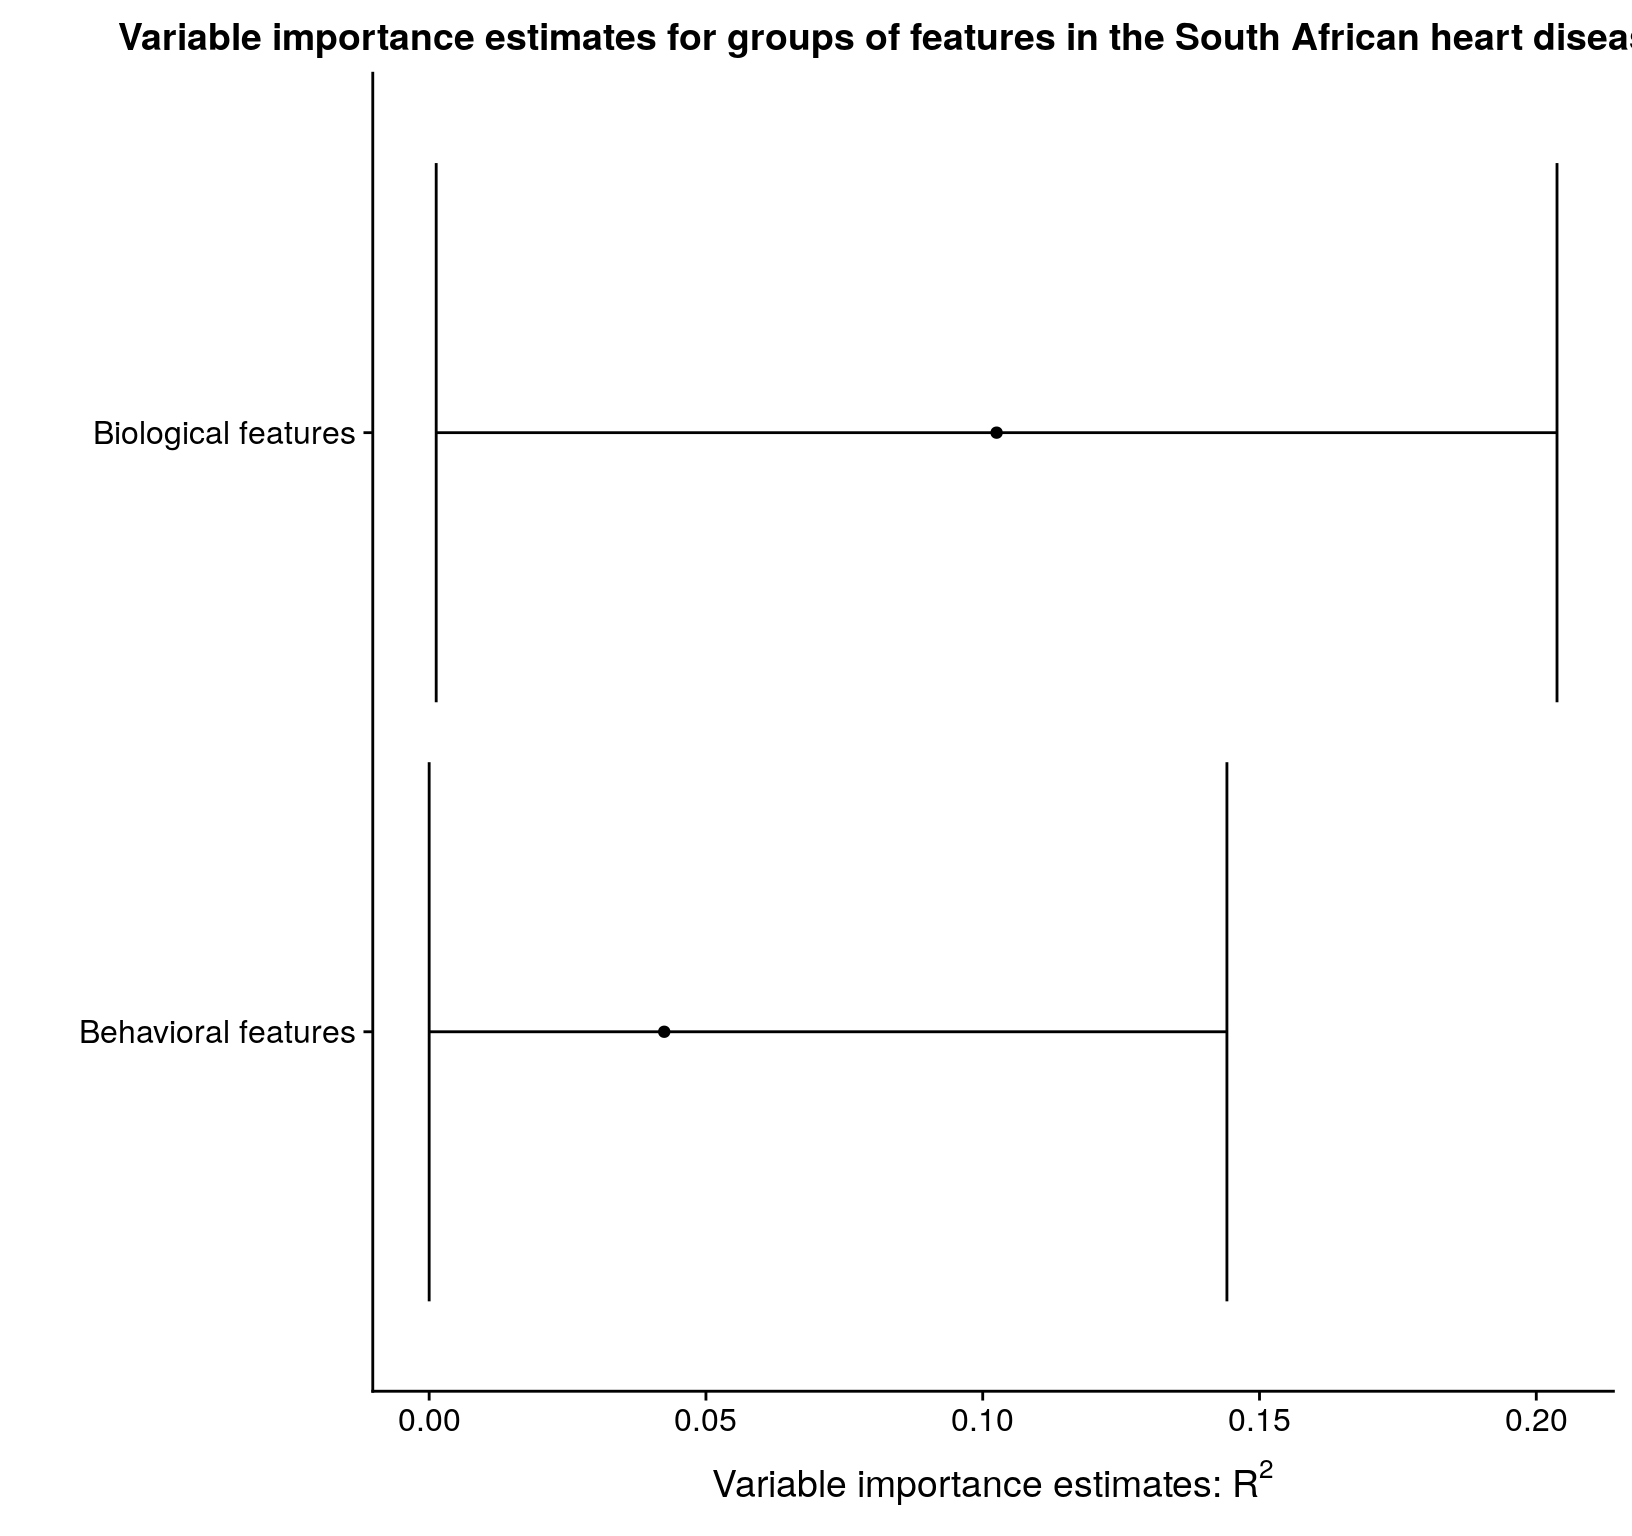 Variable importance estimates for groups of features in the South African heart
Biological features
Behavioral features
0.00 0.05 0.10 0.15 0.20
Variable importance estimates: R²